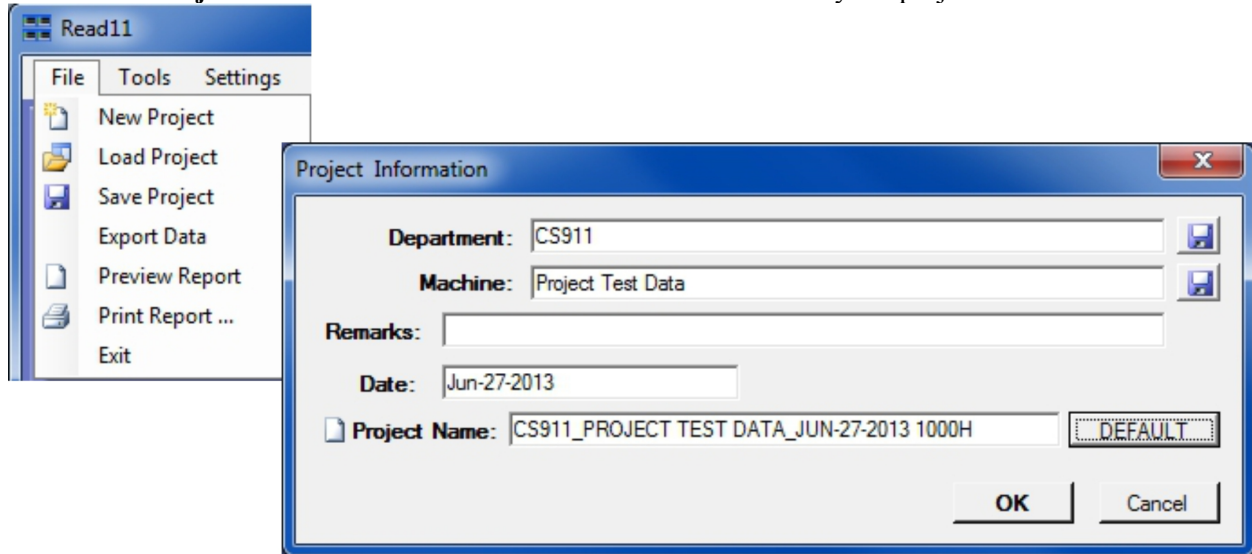 Read11
File Tools Settings
New Project
Load Project
Save Project
Export Data
Preview Report
Print Report ...
Exit
Project Information
Department: CS911
Machine: Project Test Data
Remarks:
Date: Jun-27-2013
Project Name: CS911_PROJECT TEST DATA_JUN-27-2013 1000H DEFAULT
OK Cancel